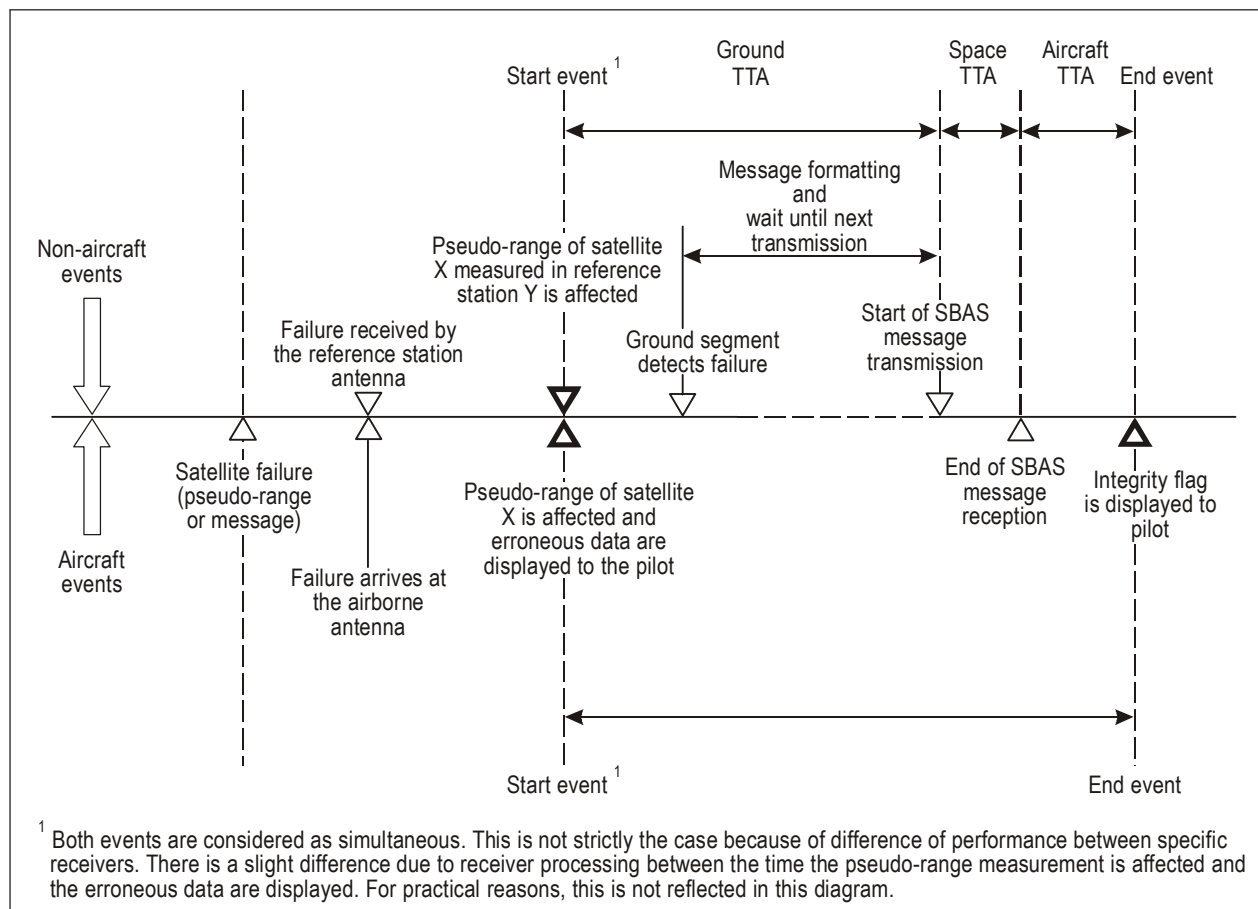 Ground
TTA
Space
TTA
Aircraft
TTA
End event
Start event 1
Message formatting
and
wait until next
transmission
Non-aircraft
events
Pseudo-range of satellite
X measured in reference
station Y is affected
Failure received by
the reference station
antenna
Ground segment
detects failure
Start of SBAS
message
transmission
Satellite failure
(pseudo-range
or message)
Aircraft
events
Failure arrives at
the airborne
antenna
Pseudo-range of satellite
X is affected and
erroneous data are
displayed to the pilot
End of SBAS
message
reception
Integrity flag
is displayed to
pilot
Start event 1
End event
1 Both events are considered as simultaneous. This is not strictly the case because of difference of performance between specific
receivers. There is a slight difference due to receiver processing between the time the pseudo-range measurement is affected and
the erroneous data are displayed. For practical reasons, this is not reflected in this diagram.